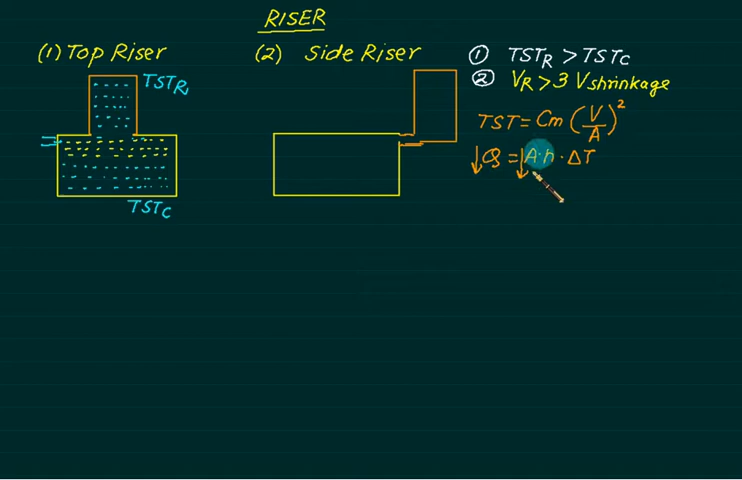 RISER
(1) Top Riser
(2) Side Riser
① TSTR > TSTC
② VR > 3 Vshrinkage
TSTR
TST = Cm (V/A)²
↓Q = ↓A·h · ΔT
TSTC